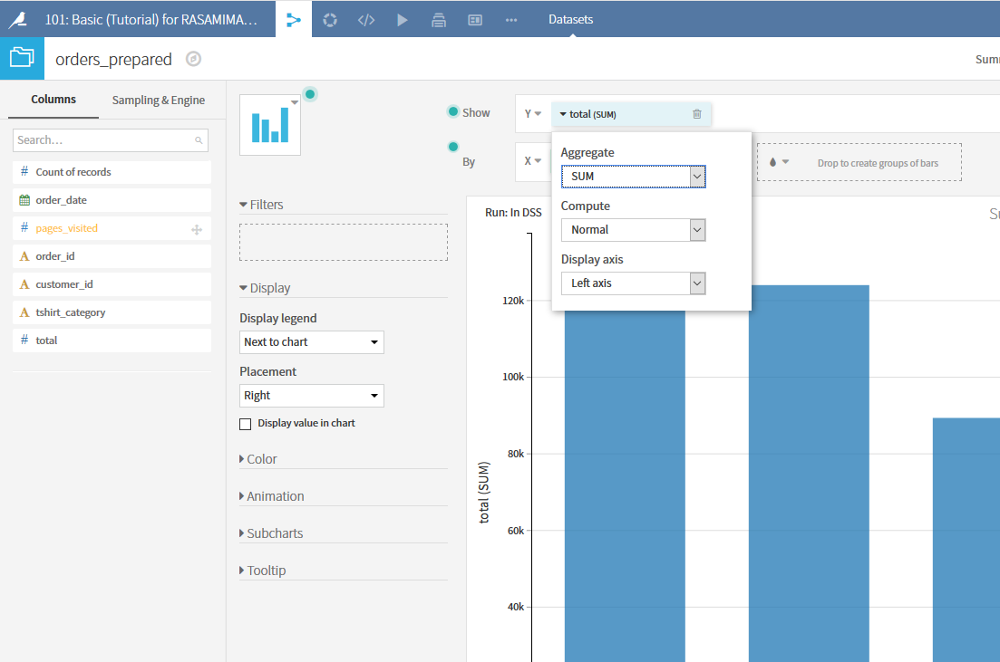 101: Basic (Tutorial) for RASAMIMA...
Datasets
orders_prepared
Sum
Columns
Sampling & Engine
Search...
# Count of records
order_date
# pages_visited
A order_id
A customer_id
A tshirt_category
# total
Show
Y
total (SUM)
By
X
Drop to create groups of bars
Aggregate
SUM
Compute
Normal
Display axis
Left axis
Filters
Display
Display legend
Next to chart
Placement
Right
Display value in chart
Color
Animation
Subcharts
Tooltip
Run: In DSS
Su
120k
100k
80k
60k
40k
total (SUM)